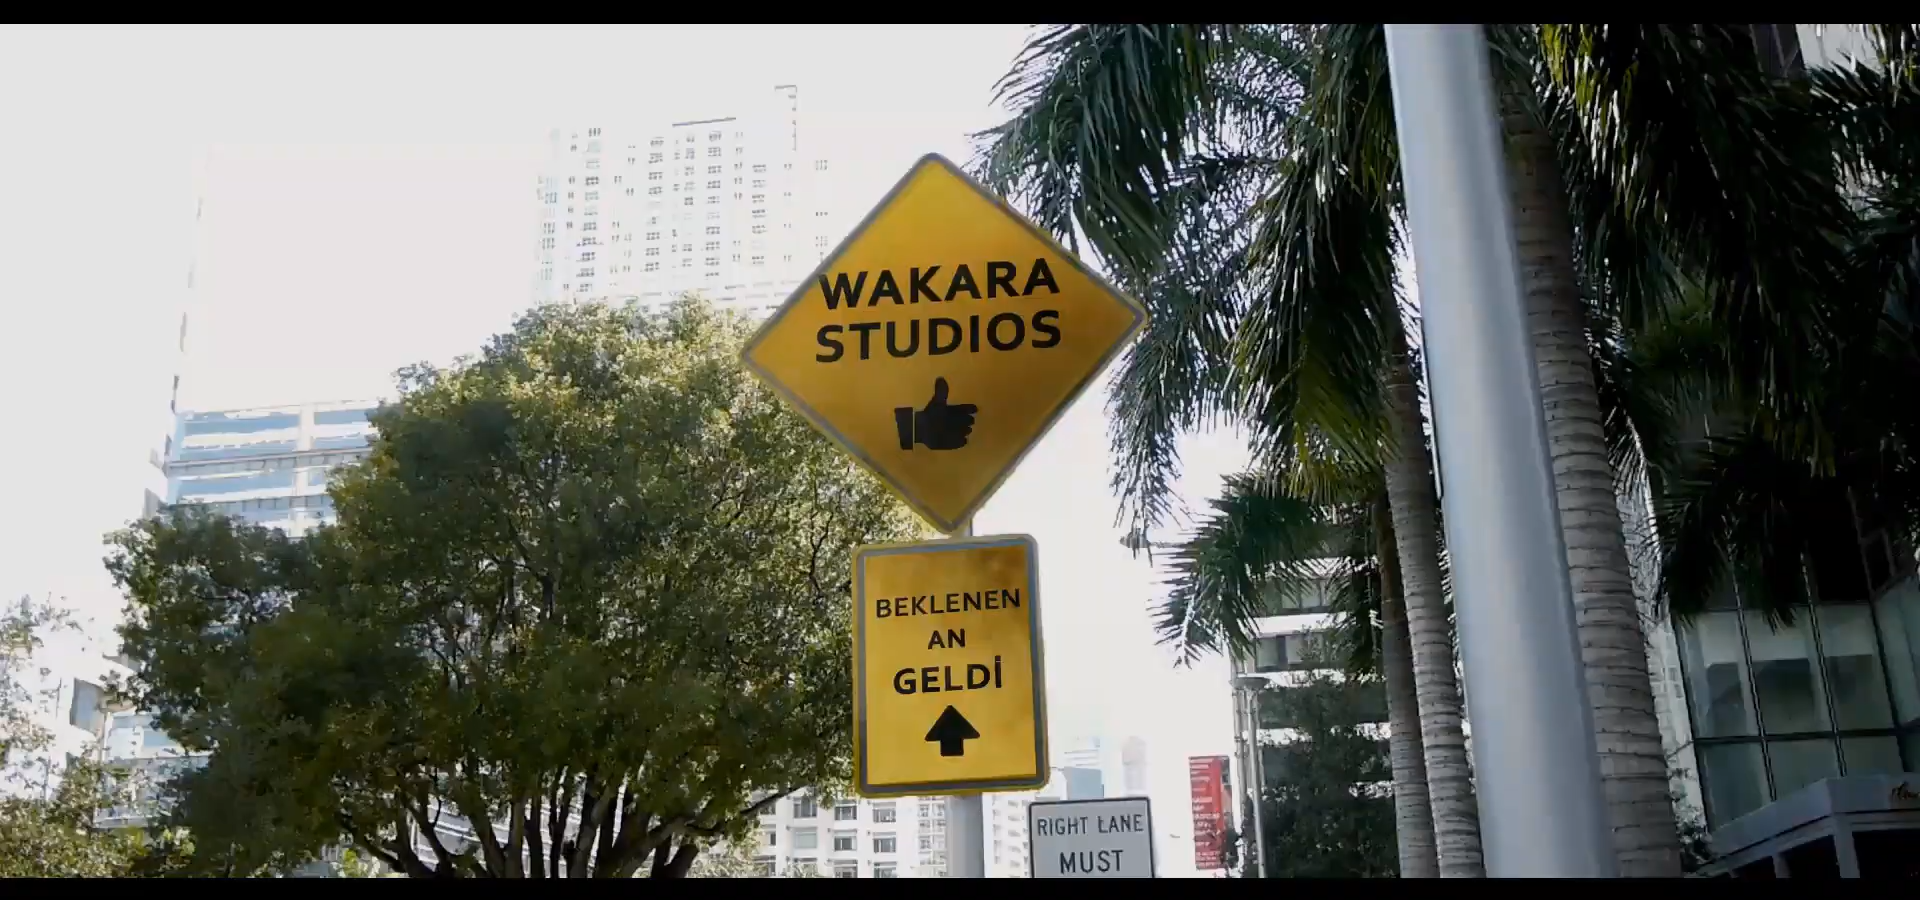 WAKARA
STUDIOS
BEKLENEN
AN
GELDİ
RIGHT LANE
MUST